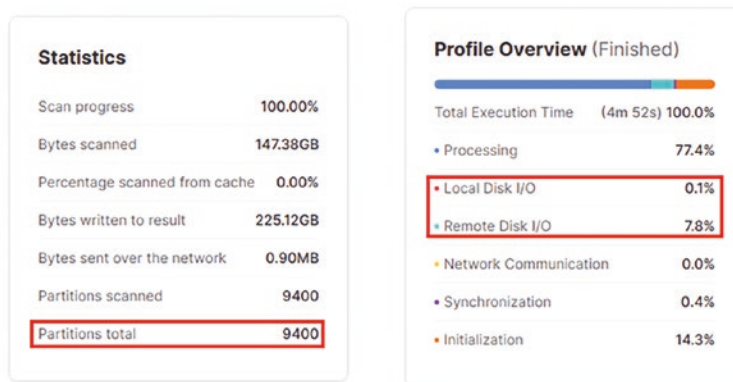 Statistics
Scan progress 100.00%
Bytes scanned 147.38GB
Percentage scanned from cache 0.00%
Bytes written to result 225.12GB
Bytes sent over the network 0.90MB
Partitions scanned 9400
Partitions total 9400
Profile Overview (Finished)
Total Execution Time (4m 52s) 100.0%
• Processing 77.4%
• Local Disk I/O 0.1%
• Remote Disk I/O 7.8%
• Network Communication 0.0%
• Synchronization 0.4%
• Initialization 14.3%